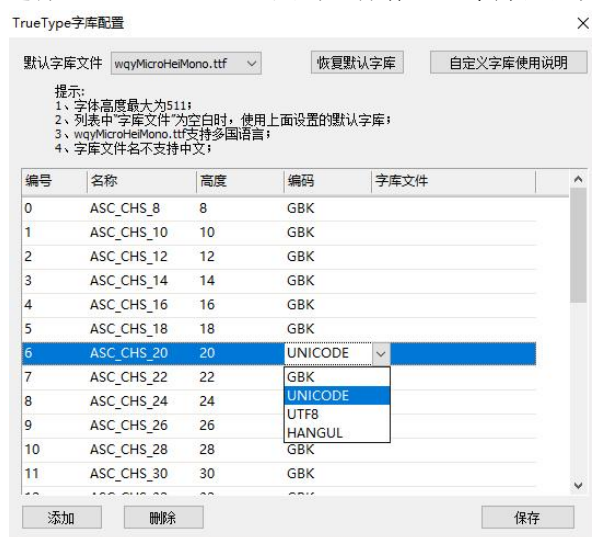 TrueType字库配置
默认字库文件 wqyMicroHeiMono.ttf 恢复默认字库 自定义字库使用说明
提示:
1、字体高度最大为511;
2、列表中"字库文件"为空白时，使用上面设置的默认字库;
3、wqyMicroHeiMono.ttf支持多国语言;
4、字库文件名不支持中文;
编号 名称 高度 编码 字库文件
0 ASC_CHS_8 8 GBK
1 ASC_CHS_10 10 GBK
2 ASC_CHS_12 12 GBK
3 ASC_CHS_14 14 GBK
4 ASC_CHS_16 16 GBK
5 ASC_CHS_18 18 GBK
6 ASC_CHS_20 20 UNICODE
7 ASC_CHS_22 22 GBK
8 ASC_CHS_24 24 UNICODE
9 ASC_CHS_26 26 UTF8
HANGUL
10 ASC_CHS_28 28 GBK
11 ASC_CHS_30 30 GBK
添加 删除 保存